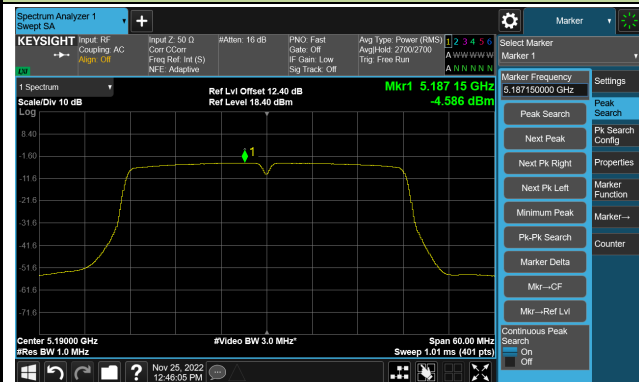 Spectrum Analyzer 1
Swept SA
Marker
KEYSIGHT Input: RF
Coupling: AC
Align: Off
Input Z: 50 Ω
Corr CCorr
Freq Ref: Int (S)
NFE: Adaptive
#Atten: 16 dB
PNO: Fast
Gate: Off
IF Gain: Low
Sig Track: Off
Avg Type: Power (RMS)
Avg|Hold: 2700/2700
Trig: Free Run
1 2 3 4 5 6
A W W W W W
A N N N N N
Select Marker
Marker 1
1 Spectrum
Scale/Div 10 dB
Log
Ref Lvl Offset 12.40 dB
Ref Level 18.40 dBm
Mkr1 5.187 15 GHz
-4.586 dBm
8.40
-1.60
-11.6
-21.6
-31.6
-41.6
-51.6
-61.6
-71.6
1
Center 5.19000 GHz
#Res BW 1.0 MHz
#Video BW 3.0 MHz*
Span 60.00 MHz
Sweep 1.01 ms (401 pts)
Marker Frequency
5.187150000 GHz
Peak Search
Next Peak
Next Pk Right
Next Pk Left
Minimum Peak
Pk-Pk Search
Marker Delta
Mkr→CF
Mkr→Ref Lvl
Continuous Peak
Search
On
Off
Settings
Peak
Search
Pk Search
Config
Properties
Marker
Function
Marker→
Counter
Nov 25, 2022
12:46:05 PM